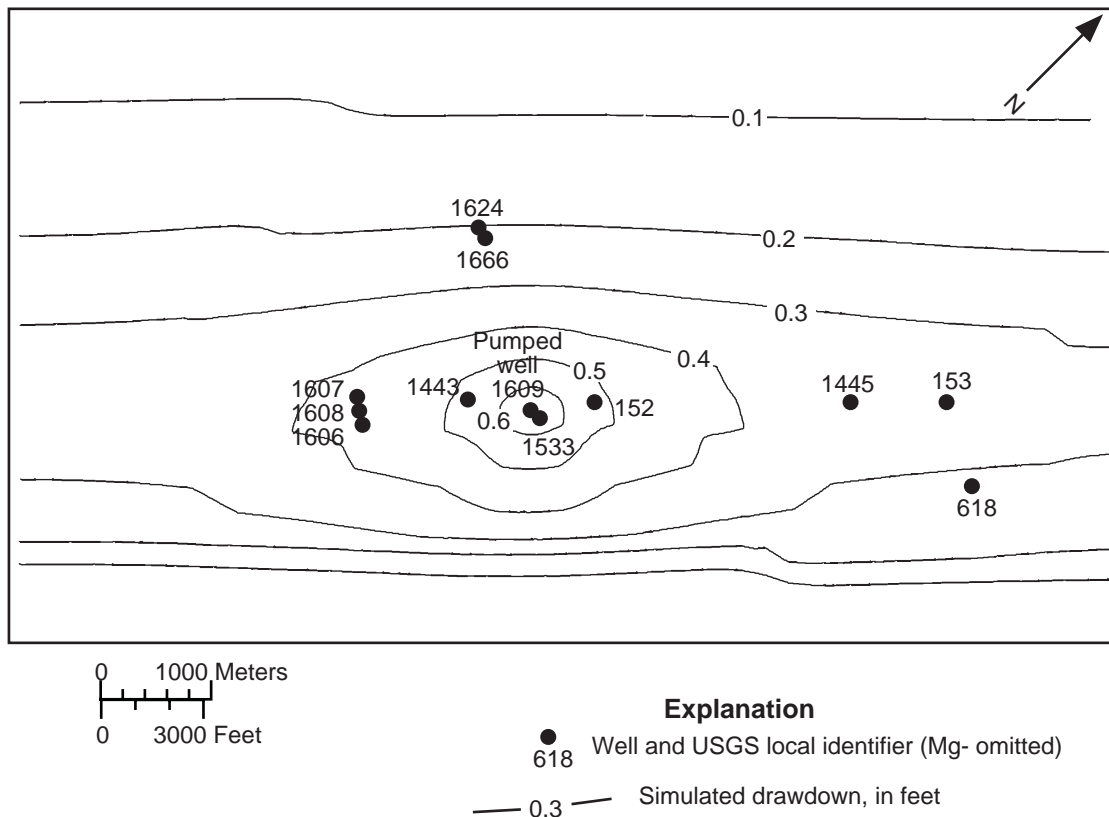 N
0.1
1624
0.2
1666
0.3
Pumped
well
0.4
0.5
1607
1443
1609
1445
153
1608
152
0.6
1606
1533
618
0 1000 Meters
0 3000 Feet
Explanation
618
Well and USGS local identifier (Mg- omitted)
0.3
Simulated drawdown, in feet